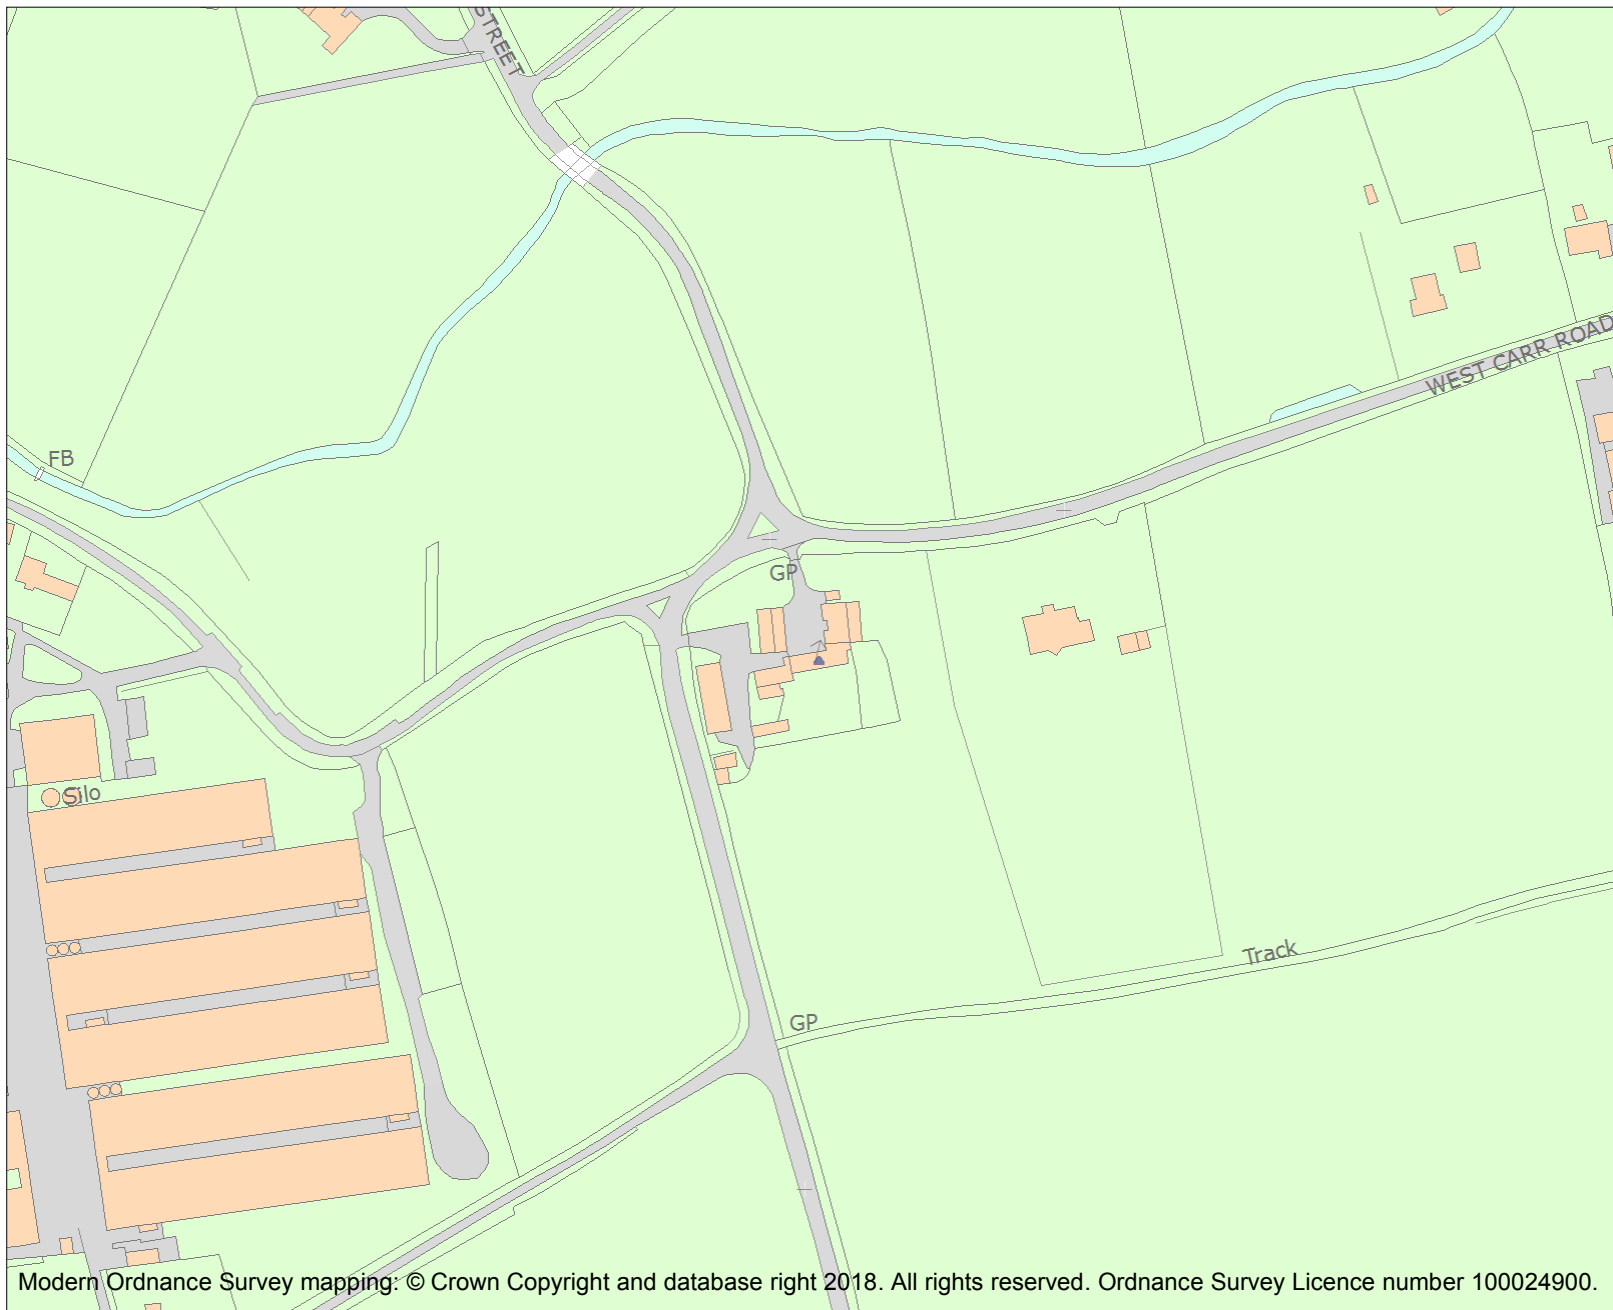 STREET
WEST CARR ROAD
FB
GP
Silo
Track
GP
Modern Ordnance Survey mapping: © Crown Copyright and database right 2018. All rights reserved. Ordnance Survey Licence number 100024900.